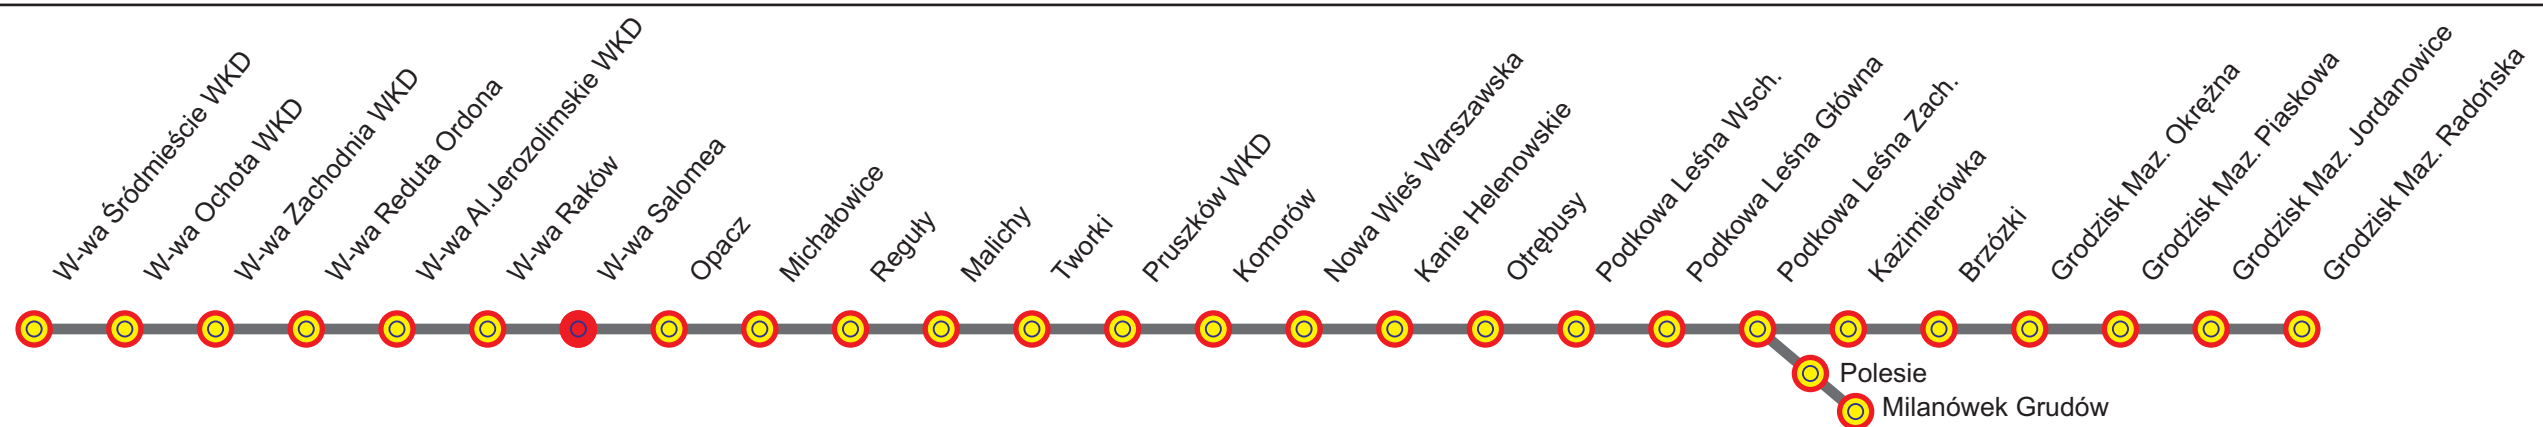 W-wa Śródmieście WKD
W-wa Ochota WKD
W-wa Zachodnia WKD
W-wa Reduta Ordona
W-wa Al.Jerozolimskie WKD
W-wa Raków
W-wa Salomea
Opacz
Michałowice
Reguły
Malichy
Tworki
Pruszków WKD
Komorów
Nowa Wieś Warszawska
Kanie Helenowskie
Otrębusy
Podkowa Leśna Wsch.
Podkowa Leśna Główna
Podkowa Leśna Zach.
Kazimierówka
Brzózki
Grodzisk Maz. Okrężna
Grodzisk Maz. Piaskowa
Grodzisk Maz. Jordanowice
Grodzisk Maz. Radońska
Polesie
Milanówek Grudów